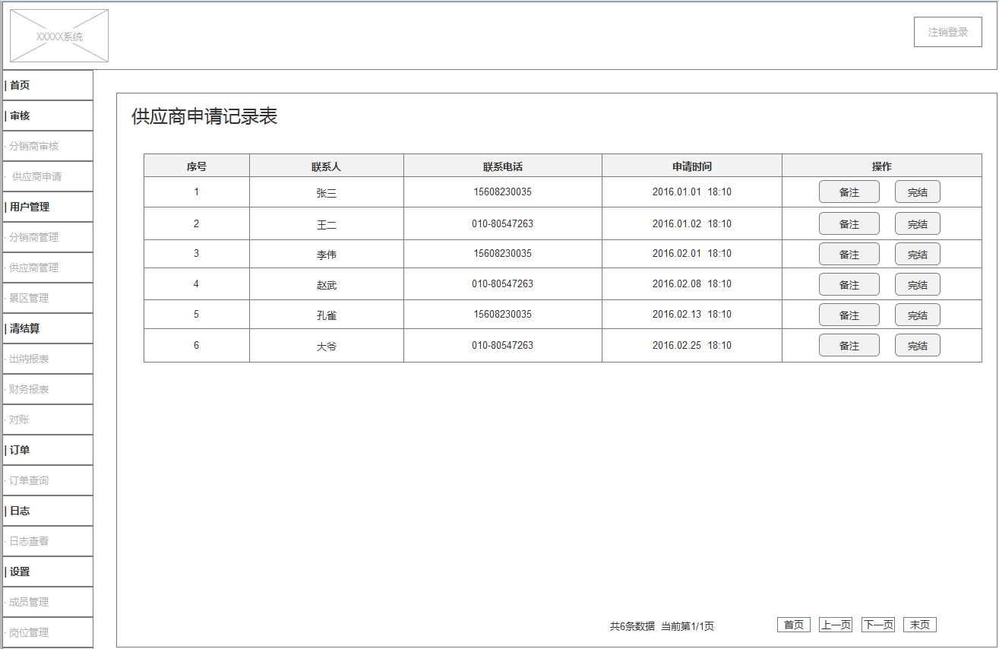 XXXXX系统
注销登录
| 首页
| 审核
· 分销商审核
· 供应商申请
| 用户管理
· 分销商管理
· 供应商管理
· 景区管理
| 清结算
· 出纳报表
· 财务报表
· 对账
| 订单
· 订单查询
| 日志
· 日志查看
| 设置
· 成员管理
· 岗位管理
供应商申请记录表
序号 联系人 联系电话 申请时间 操作
1 张三 15608230035 2016.01.01 18:10 备注 完结
2 王二 010-80547263 2016.01.02 18:10 备注 完结
3 李伟 15608230035 2016.02.01 18:10 备注 完结
4 赵武 010-80547263 2016.02.08 18:10 备注 完结
5 孔雀 15608230035 2016.02.13 18:10 备注 完结
6 大爷 010-80547263 2016.02.25 18:10 备注 完结
共6条数据 当前第1/1页 首页 上一页 下一页 末页